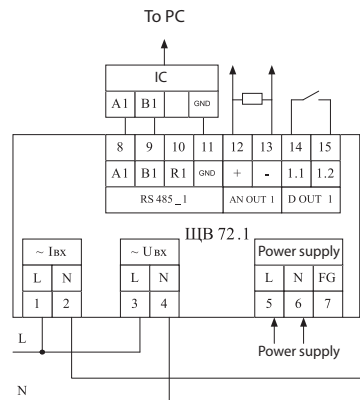 To PC
IC
A1 B1 GND
8 9 10 11 12 13 14 15
A1 B1 R1 GND + - 1.1 1.2
RS 485_1 AN OUT 1 D OUT 1
ЩВ 72.1
~ Iвх ~ Uвх Power supply
L N L N L N FG
1 2 3 4 5 6 7
L
Power supply
N